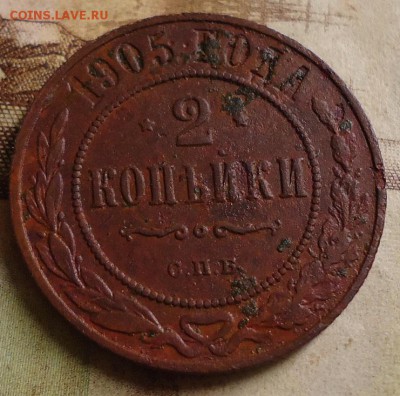 COINS.LAVE.RU
1905 ГОДА
2
КОПѢЙКИ
С.П.Б.